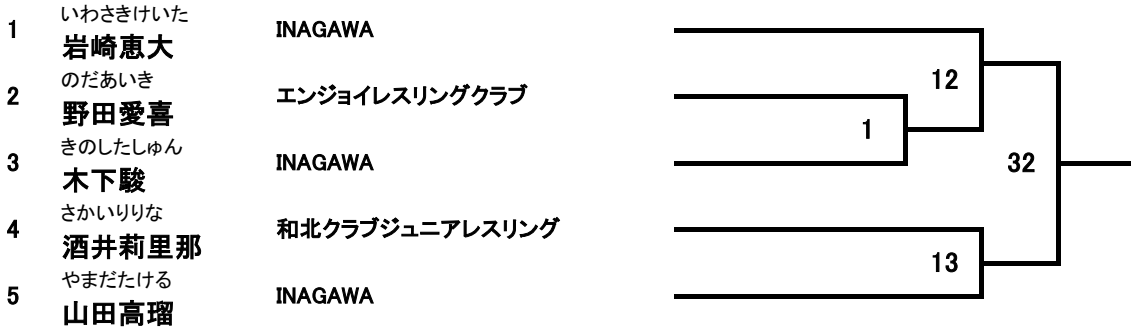 いわさきけいた
1 岩崎恵大 INAGAWA
のだあいき
2 野田愛喜 エンジョイレスリングクラブ
きのしたしゅん
3 木下駿 INAGAWA
さかいりりな
4 酒井莉里那 和北クラブジュニアレスリング
やまだたける
5 山田高瑠 INAGAWA
12
1
32
13